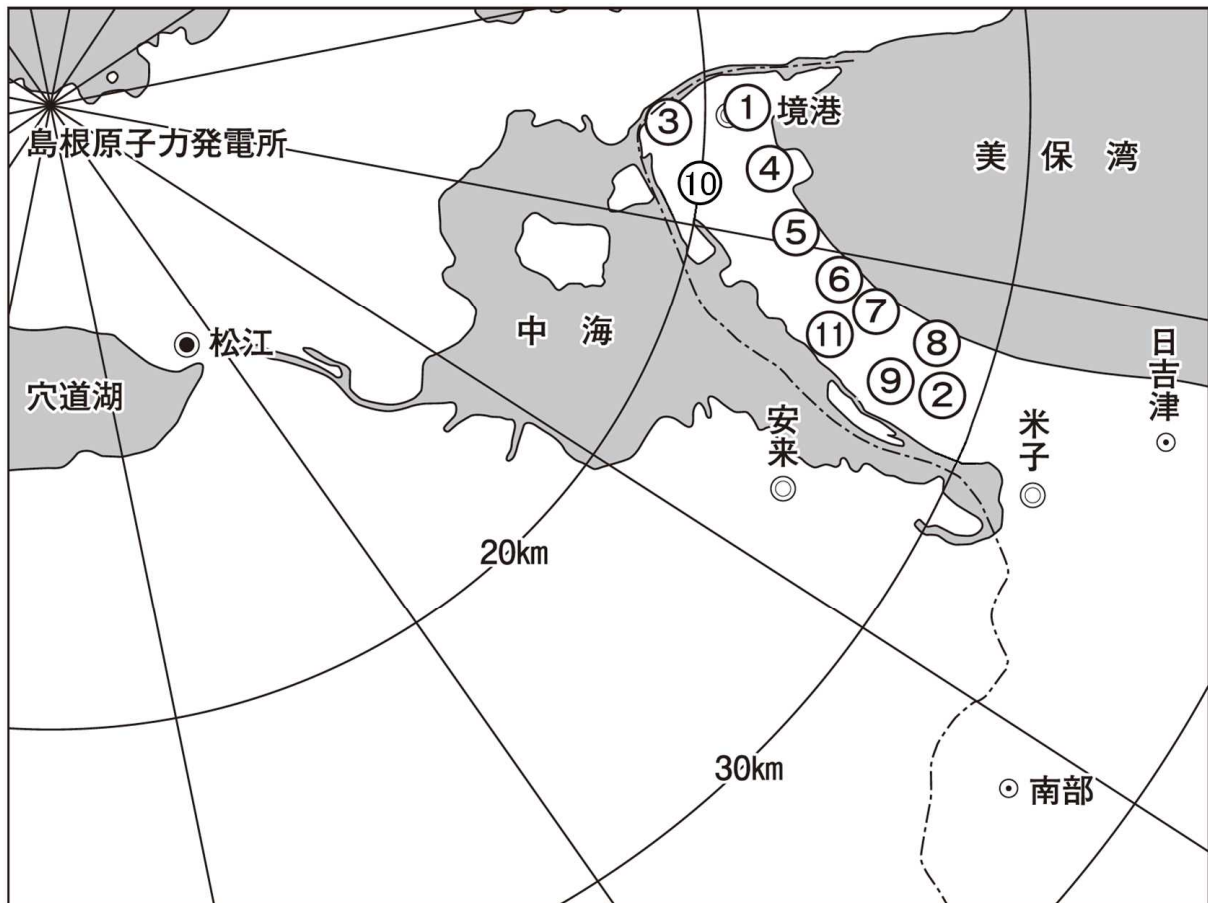 島根原子力発電所
境港
美保湾
中海
松江
穴道湖
安来
米子
日吉津
南部
20km
30km
①
②
③
④
⑤
⑥
⑦
⑧
⑨
⑩
⑪